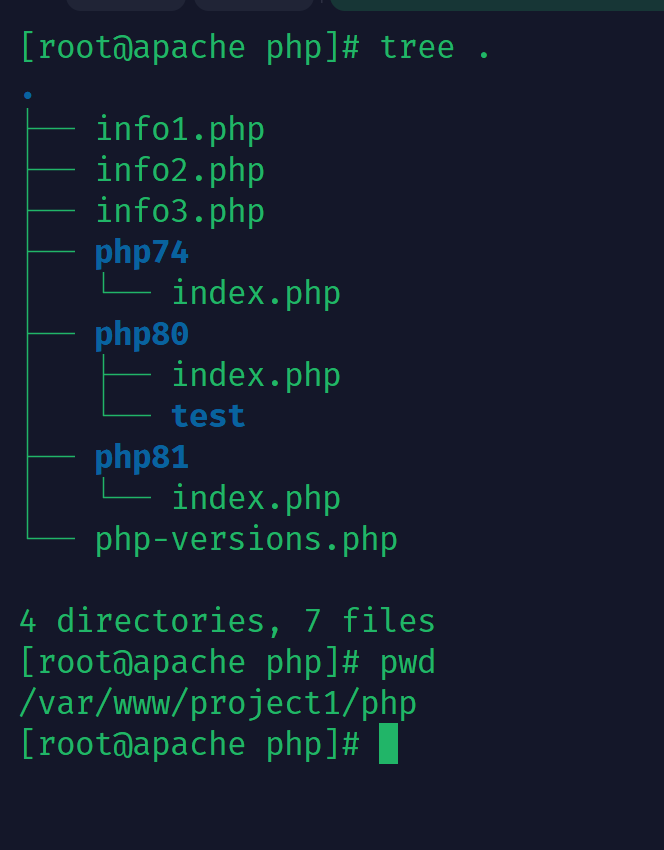 [root@apache php]# tree .
.
├── info1.php
├── info2.php
├── info3.php
├── php74
│   └── index.php
├── php80
│   ├── index.php
│   └── test
├── php81
│   └── index.php
└── php-versions.php

4 directories, 7 files
[root@apache php]# pwd
/var/www/project1/php
[root@apache php]#